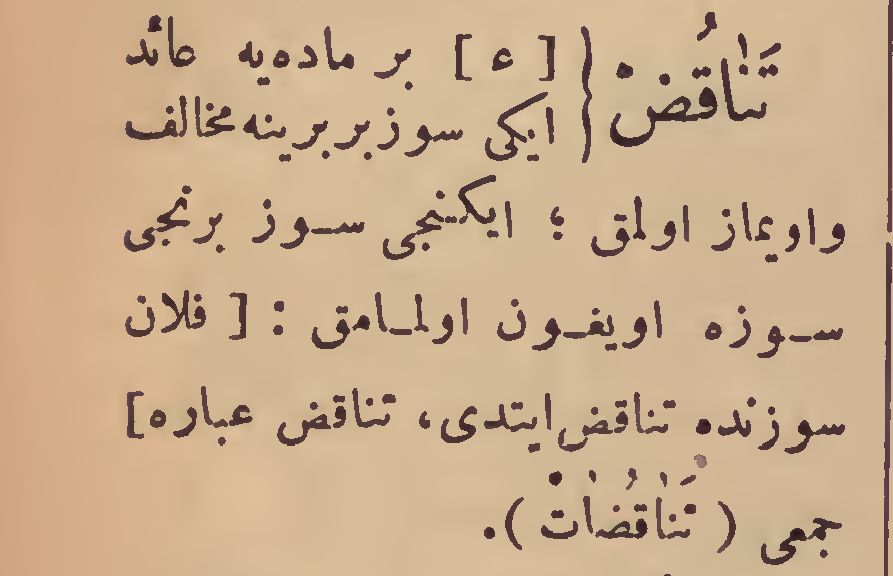 تَنَاقُضْ { [ ع ] بر ماده‌یه عائد
ایکی سوز بربرینه مخالف
واویماز اولمق ؛ ایکنجی سوز برنجی
سوزه اویغون اولمامق : [ فلان
سوزنده تناقض ایتدی، تناقض عباره]
جمعی ( تَنَاقُضَاتْ ).